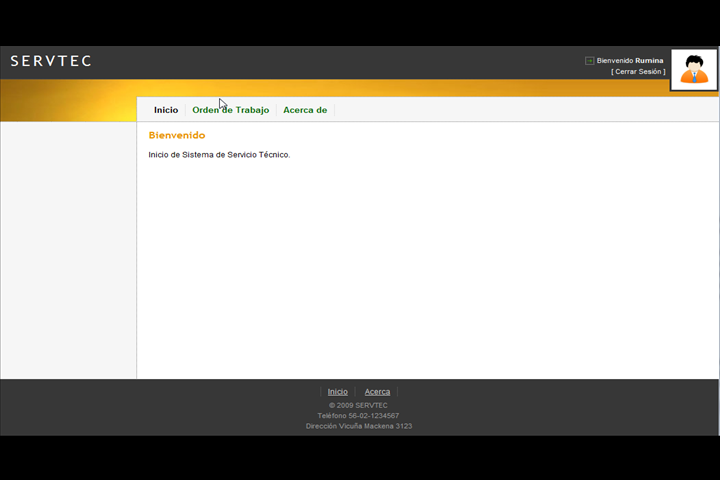 SERVTEC
Bienvenido Rumina
[ Cerrar Sesión ]
Inicio
Orden de Trabajo
Acerca de
Bienvenido
Inicio de Sistema de Servicio Técnico.
Inicio
Acerca
© 2009 SERVTEC
Teléfono 56-02-1234567
Dirección Vicuña Mackena 3123